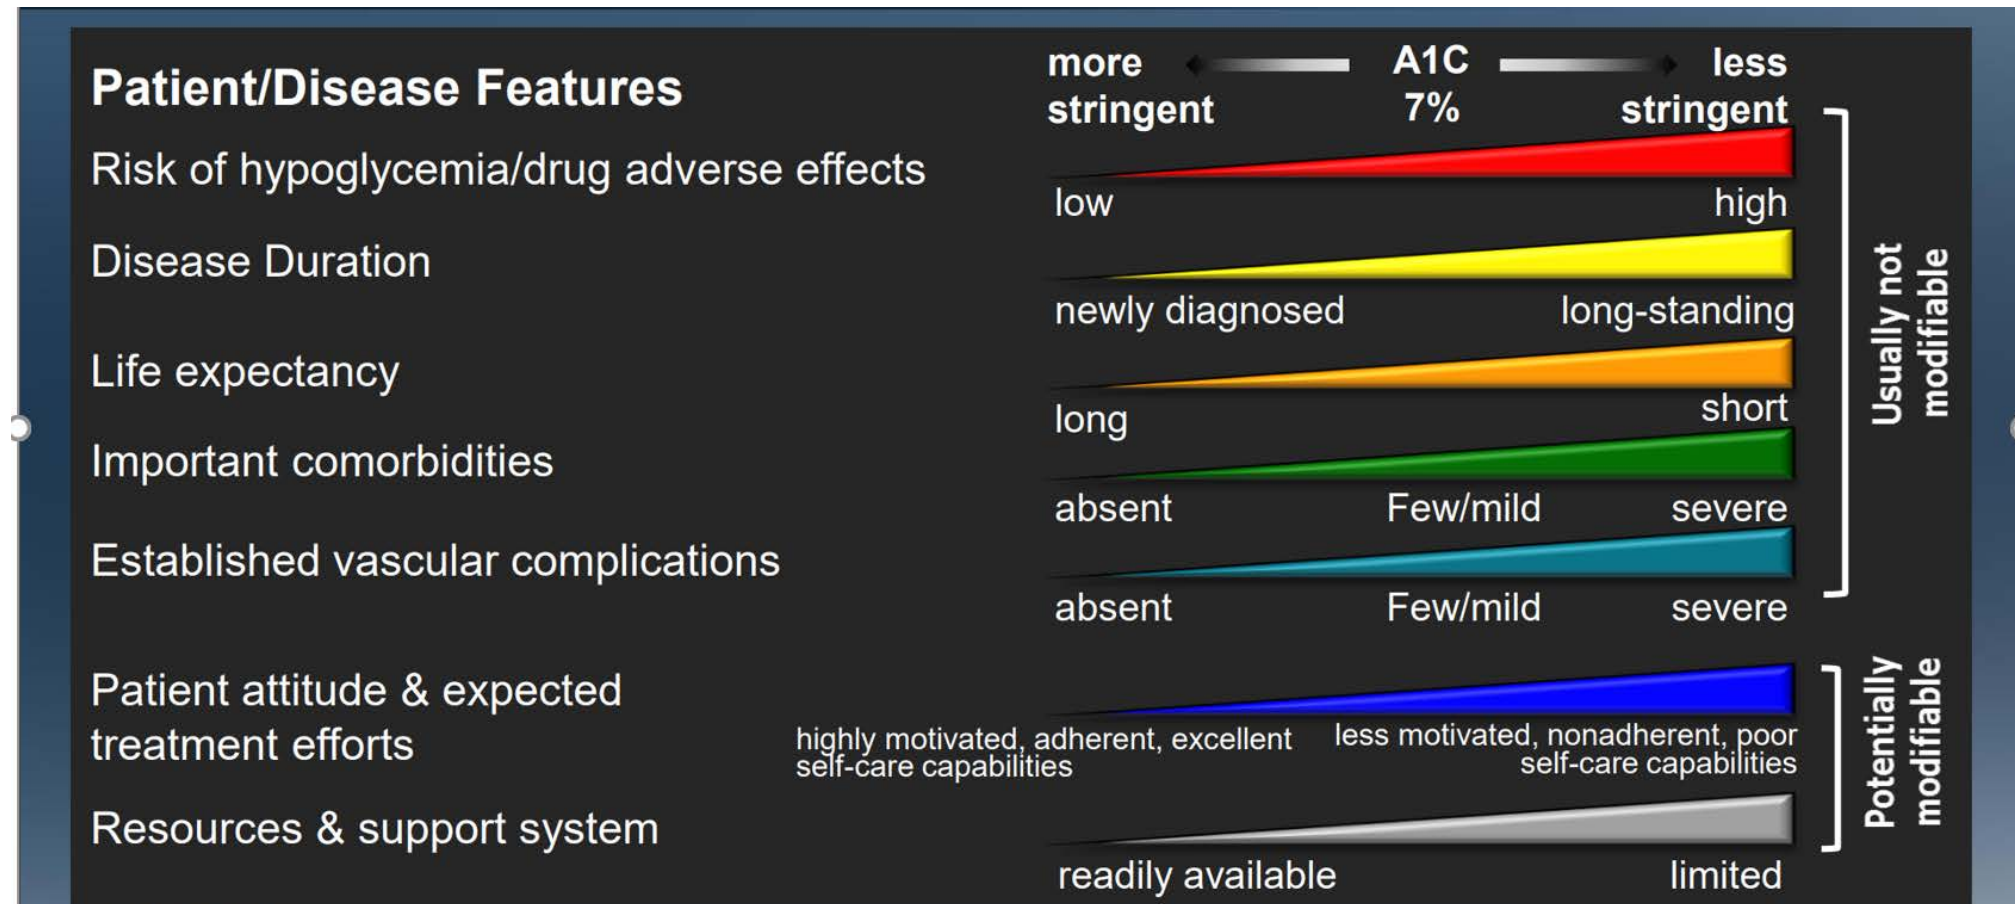 Patient/Disease Features
more
stringent
A1C
7%
less
stringent
Risk of hypoglycemia/drug adverse effects
low
high
Disease Duration
newly diagnosed
long-standing
Life expectancy
long
short
Important comorbidities
absent
Few/mild
severe
Established vascular complications
absent
Few/mild
severe
Usually not
modifiable
Patient attitude & expected
treatment efforts
highly motivated, adherent, excellent
self-care capabilities
less motivated, nonadherent, poor
self-care capabilities
Resources & support system
readily available
limited
Potentially
modifiable